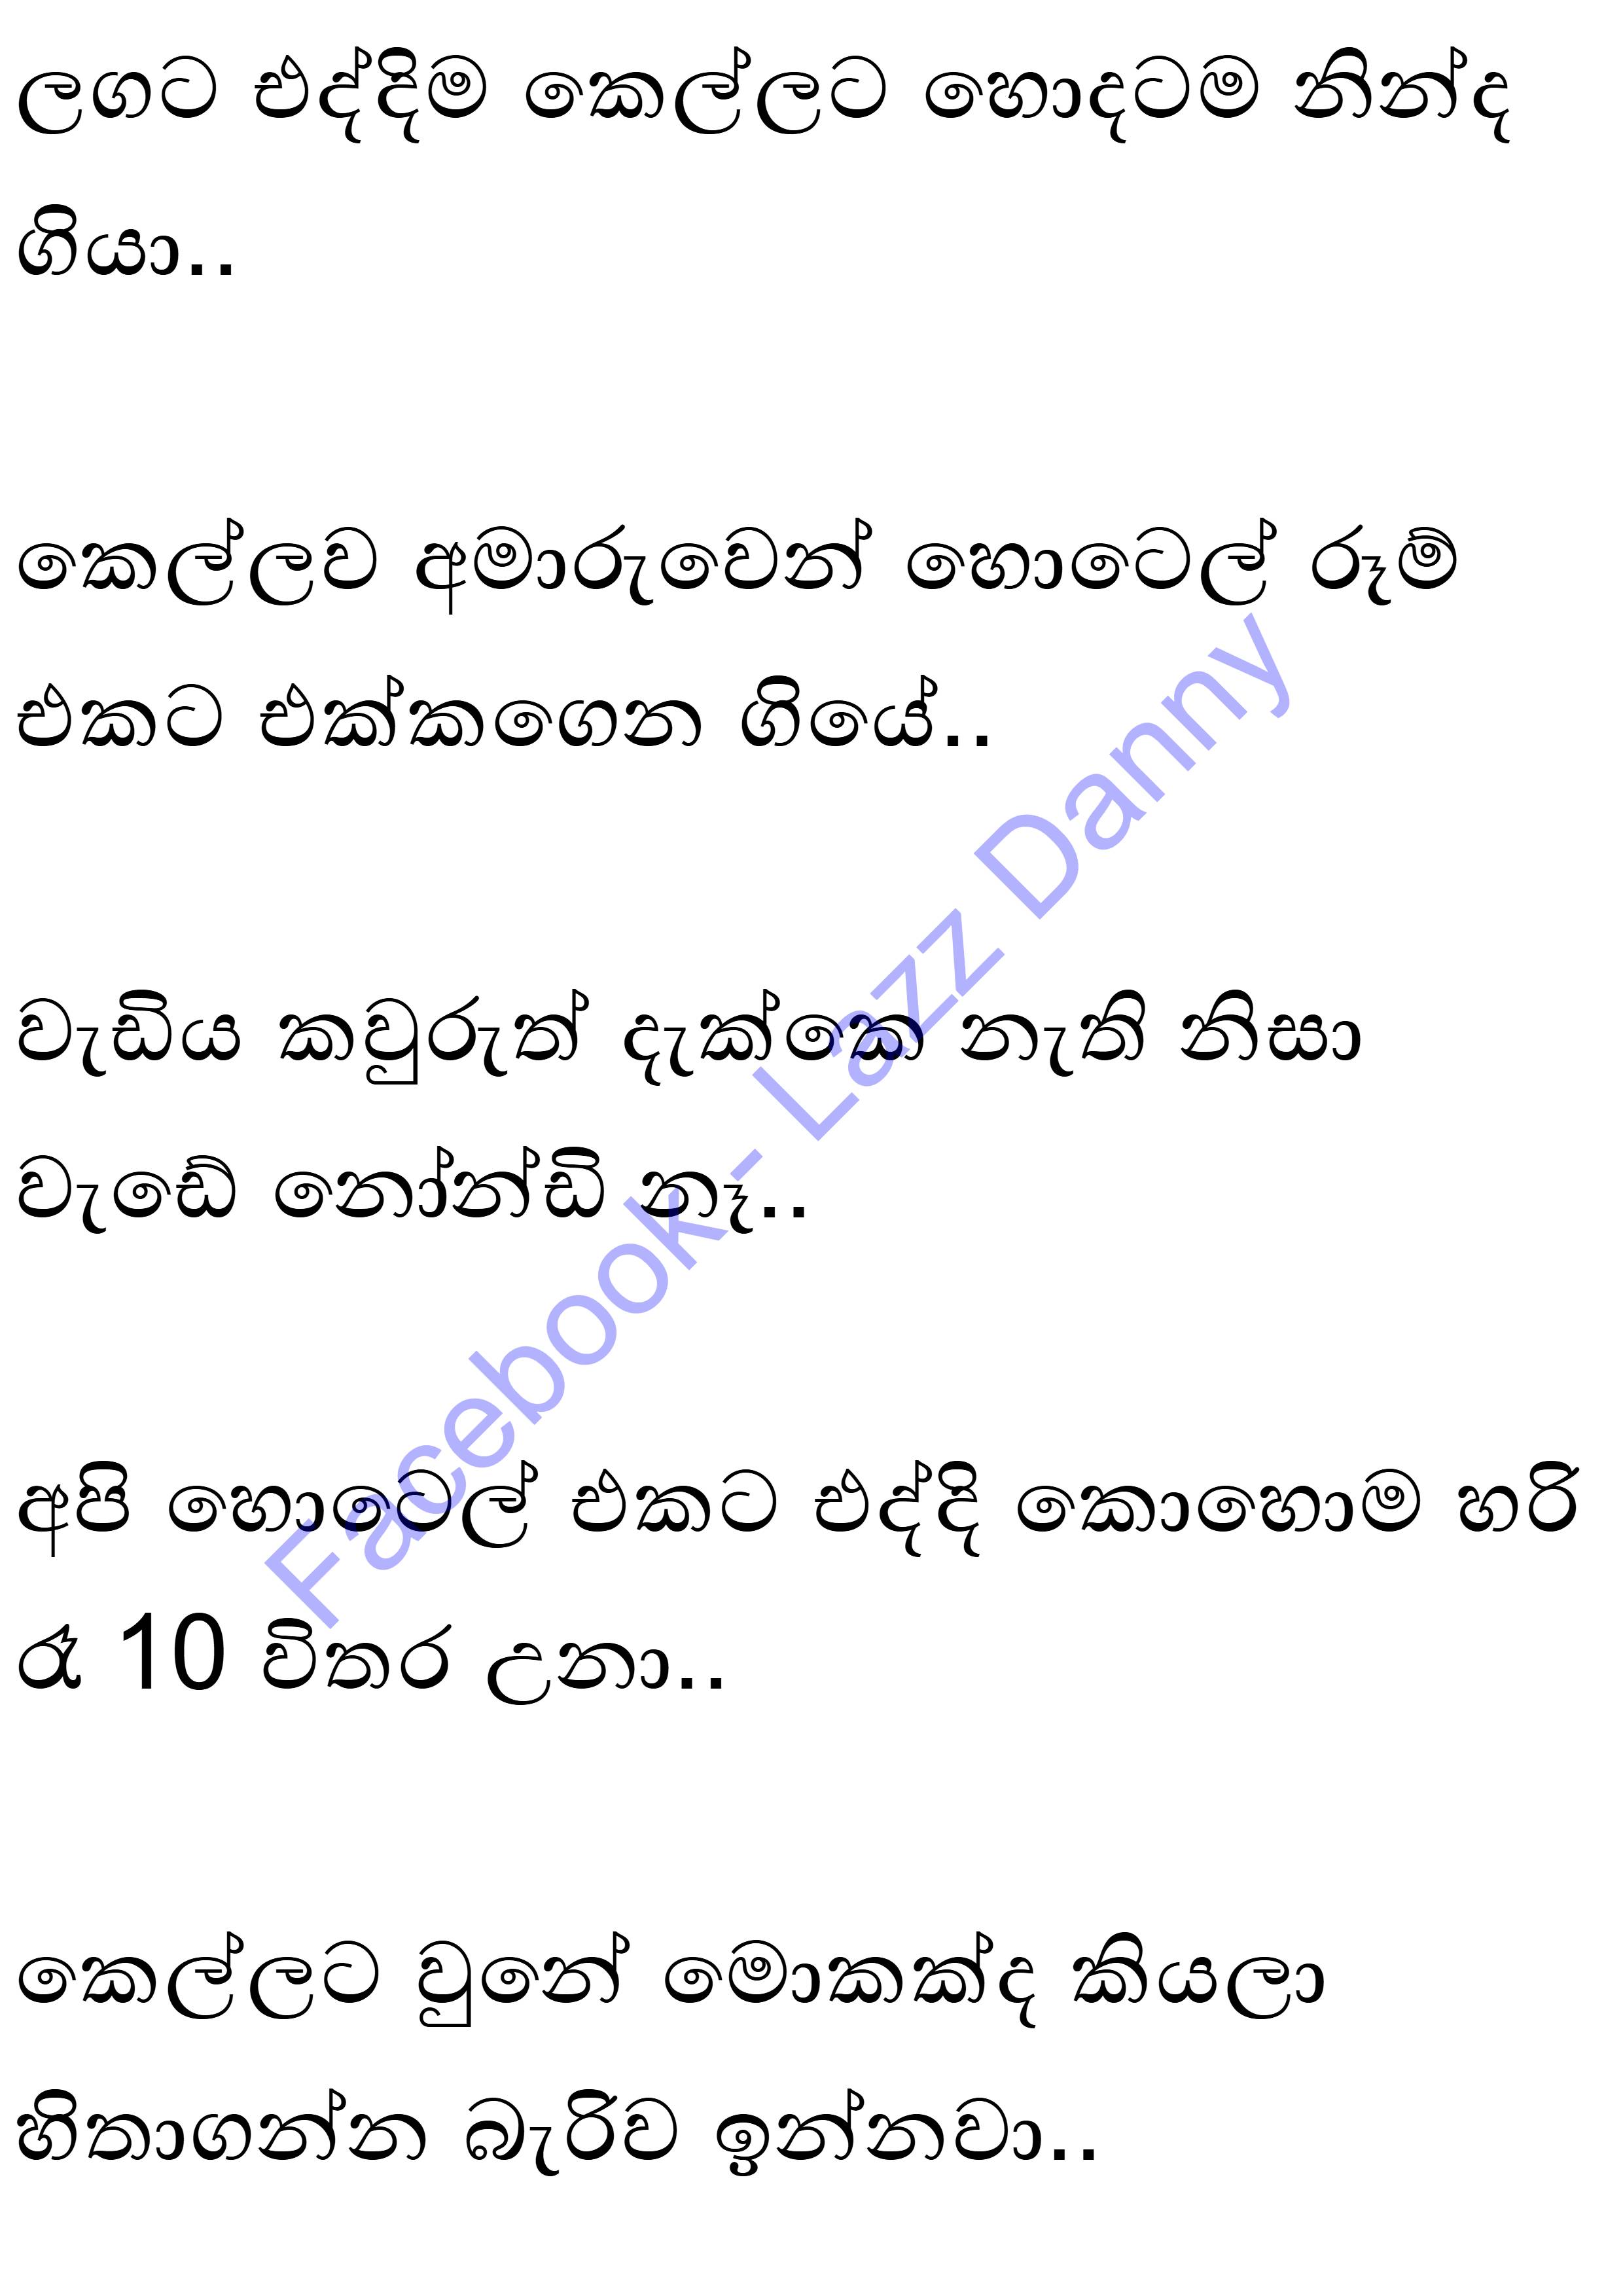 ලගට එද්දිම කෙල්ලට හොදටම නින්ද
ගියා..
කෙල්ලව අමාරුවෙන් හොටෙල් රූම්
එකට එක්කගෙන ගියේ..
වැඩිය කවුරුත් දැක්කෙ නැති නිසා
වැඩේ නෝන්ඩි නෑ..
අපි හොටෙල් එකට එද්දි කොහොම හරි
රෑ 10 විතර උනා..
කෙල්ලට වුනේ මොකක්ද කියලා
හිතාගන්න බැරිව ඉන්නවා..
Facebook- Lazz Danny